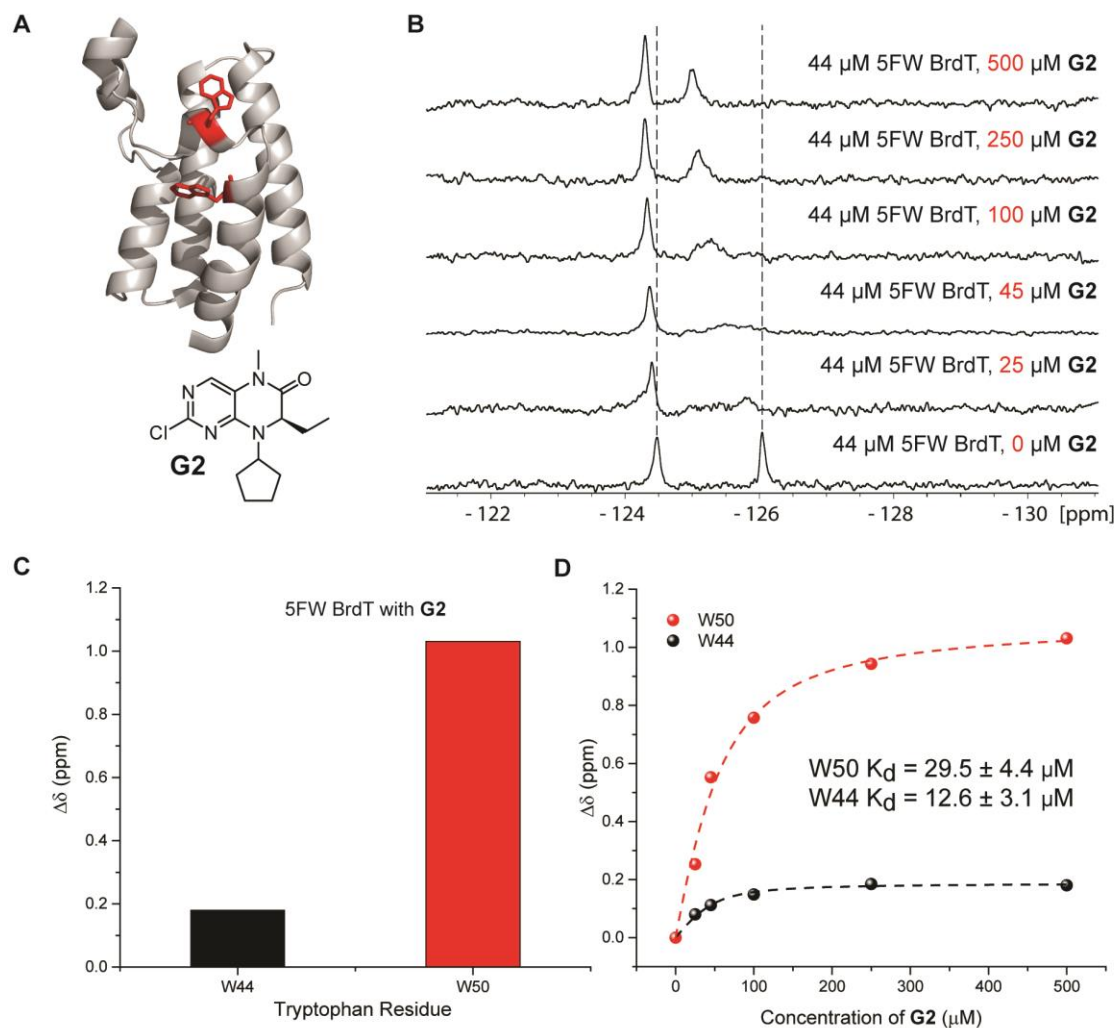 A
N
O
N
Cl
N
N
G2
B
44 µM 5FW BrdT, 500 µM G2
44 µM 5FW BrdT, 250 µM G2
44 µM 5FW BrdT, 100 µM G2
44 µM 5FW BrdT, 45 µM G2
44 µM 5FW BrdT, 25 µM G2
44 µM 5FW BrdT, 0 µM G2
- 122 - 124 - 126 - 128 - 130 [ppm]
C
5FW BrdT with G2
1.2
1.0
0.8
0.6
0.4
0.2
0.0
Δδ (ppm)
W44 W50
Tryptophan Residue
D
W50
W44
1.2
1.0
0.8
0.6
0.4
0.2
0.0
Δδ (ppm)
W50 Kd = 29.5 ± 4.4 µM
W44 Kd = 12.6 ± 3.1 µM
0 100 200 300 400 500
Concentration of G2 (µM)